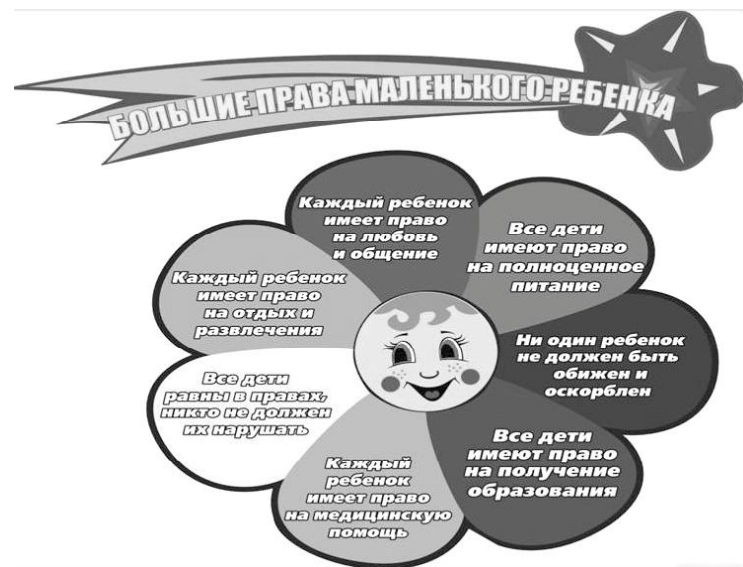 БОЛЬШИЕ ПРАВА МАЛЕНЬКОГО РЕБЕНКА
Каждый ребенок
имеет право
на любовь
и общение
Все дети
имеют право
на полноценное
питание
Ни один ребенок
не должен быть
обижен и
оскорблен
Все дети
имеют право
на получение
образования
Каждый
ребенок
имеет право
на медицинскую
помощь
Все дети
равны в правах,
никто не должен
их нарушать
Каждый ребенок
имеет право
на отдых и
развлечения